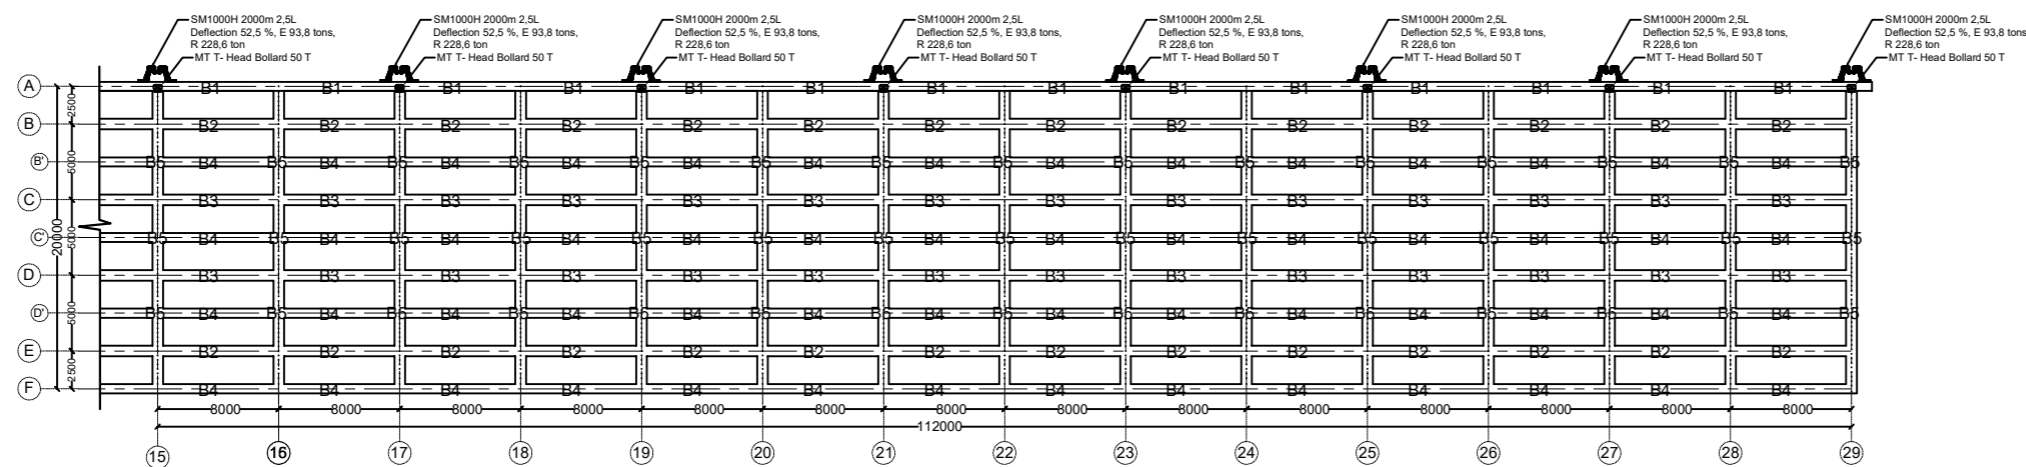 SM1000H 2000m 2,5L
Deflection 52,5 %, E 93,8 tons,
R 228,6 ton
MT T- Head Bollard 50 T
SM1000H 2000m 2,5L
Deflection 52,5 %, E 93,8 tons,
R 228,6 ton
MT T- Head Bollard 50 T
SM1000H 2000m 2,5L
Deflection 52,5 %, E 93,8 tons,
R 228,6 ton
MT T- Head Bollard 50 T
SM1000H 2000m 2,5L
Deflection 52,5 %, E 93,8 tons,
R 228,6 ton
MT T- Head Bollard 50 T
SM1000H 2000m 2,5L
Deflection 52,5 %, E 93,8 tons,
R 228,6 ton
MT T- Head Bollard 50 T
SM1000H 2000m 2,5L
Deflection 52,5 %, E 93,8 tons,
R 228,6 ton
MT T- Head Bollard 50 T
SM1000H 2000m 2,5L
Deflection 52,5 %, E 93,8 tons,
R 228,6 ton
MT T- Head Bollard 50 T
SM1000H 2000m 2,5L
Deflection 52,5 %, E 93,8 tons,
R 228,6 ton
MT T- Head Bollard 50 T
A B1 B1 B1 B1 B1 B1 B1 B1 B1 B1 B1 B1 B1 B1
2500
B B2 B2 B2 B2 B2 B2 B2 B2 B2 B2 B2 B2 B2 B2
5000
B' B5 B4 B5 B4 B5 B4 B5 B4 B5 B4 B5 B4 B5 B4 B5 B4 B5 B4 B5 B4 B5 B4 B5 B4 B5 B4 B5 B4 B5
C B3 B3 B3 B3 B3 B3 B3 B3 B3 B3 B3 B3 B3 B3
20000
5000
C' B5 B4 B5 B4 B5 B4 B5 B4 B5 B4 B5 B4 B5 B4 B5 B4 B5 B4 B5 B4 B5 B4 B5 B4 B5 B4 B5 B4 B5
D B3 B3 B3 B3 B3 B3 B3 B3 B3 B3 B3 B3 B3 B3
5000
D' B5 B4 B5 B4 B5 B4 B5 B4 B5 B4 B5 B4 B5 B4 B5 B4 B5 B4 B5 B4 B5 B4 B5 B4 B5 B4 B5 B4 B5
E B2 B2 B2 B2 B2 B2 B2 B2 B2 B2 B2 B2 B2 B2
2500
F B4 B4 B4 B4 B4 B4 B4 B4 B4 B4 B4 B4 B4 B4
8000 8000 8000 8000 8000 8000 8000 8000 8000 8000 8000 8000 8000 8000
112000
15 16 17 18 19 20 21 22 23 24 25 26 27 28 29